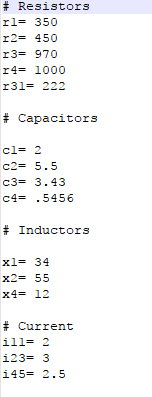 # Resistors
r1= 350
r2= 450
r3= 970
r4= 1000
r31= 222
# Capacitors
c1= 2
c2= 5.5
c3= 3.43
c4= .5456
# Inductors
x1= 34
x2= 55
x4= 12
# Current
i11= 2
i23= 3
i45= 2.5